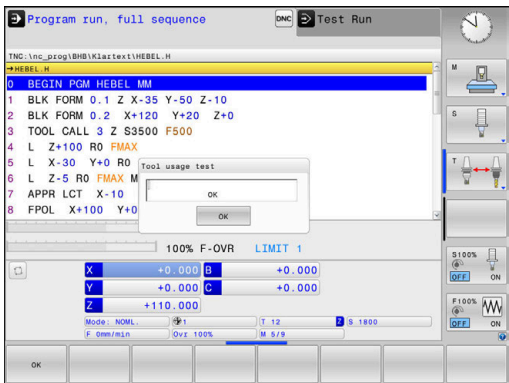 Program run, full sequence
DNC
Test Run
TNC:\nc_prog\BHB\Klartext\HEBEL.H
→HEBEL.H
0 BEGIN PGM HEBEL MM
1 BLK FORM 0.1 Z X-35 Y-50 Z-10
2 BLK FORM 0.2 X+120 Y+20 Z+0
3 TOOL CALL 3 Z S3500 F500
4 L Z+100 R0 FMAX
5 L X-30 Y+0 R0
6 L Z-5 R0 FMAX M
7 APPR LCT X-10
8 FPOL X+100 Y+0
Tool usage test
OK
OK
100% F-OVR LIMIT 1
X +0.000 B +0.000
Y +0.000 C +0.000
Z +110.000
Mode: NOML. 1 T 12 Z S 1800
F 0mm/min Ovr 100% M 5/9
M
S
T
S100%
OFF ON
F100%
OFF ON
OK